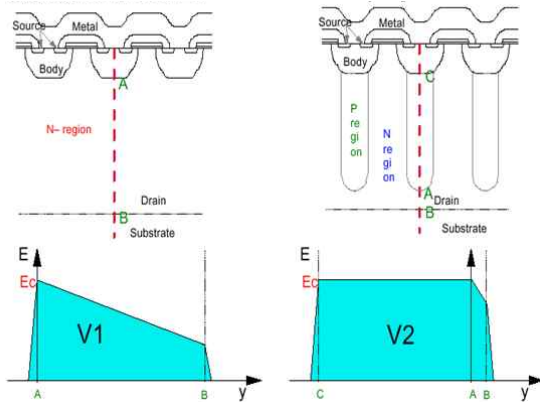 Source
Metal
Body
A
N– region
Drain
B
Substrate
E
Ec
V1
A
B
y
Source
Metal
Body
C
P
re
gi
on
N
re
gi
on
A
Drain
B
Substrate
E
Ec
V2
C
A
B
y